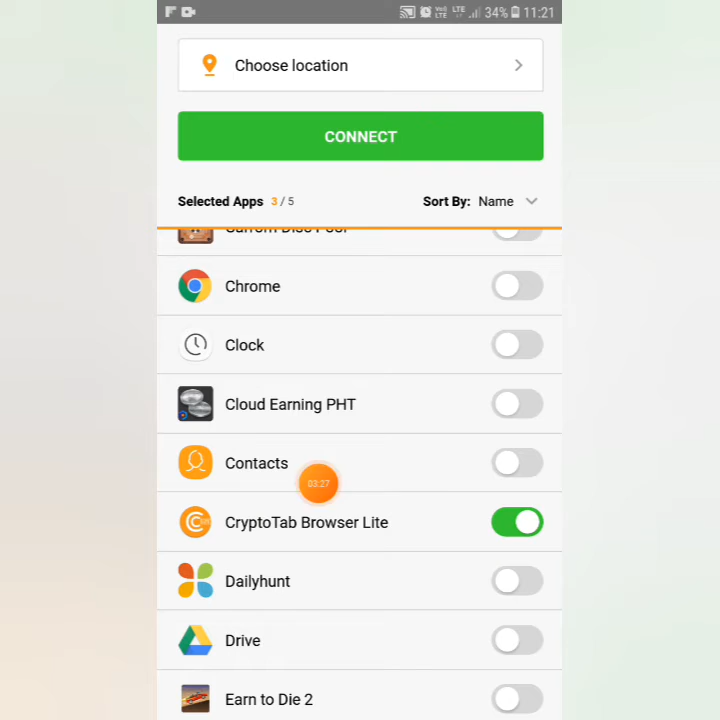 34% 11:21
Choose location
CONNECT
Selected Apps 3 / 5
Sort By: Name
Chrome
Clock
Cloud Earning PHT
Contacts
03:27
CryptoTab Browser Lite
Dailyhunt
Drive
Earn to Die 2